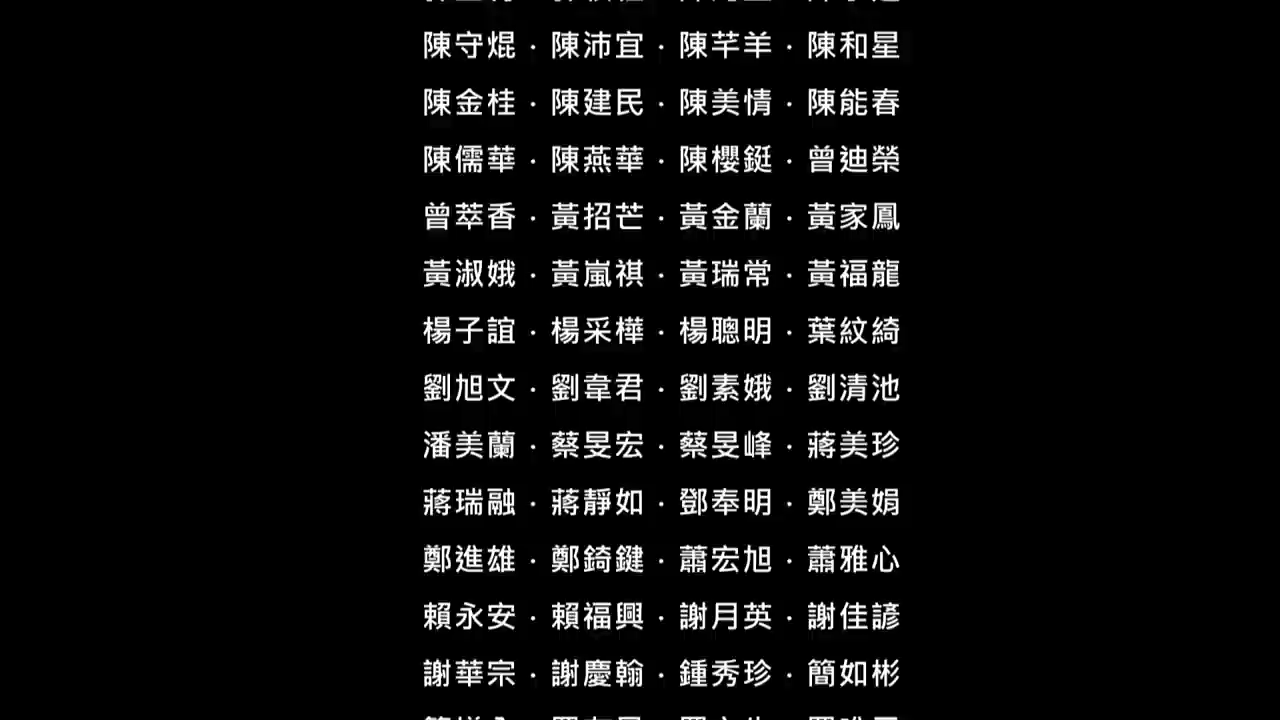 陳守焜·陳沛宜·陳芊羊·陳和星
陳金桂·陳建民·陳美情·陳能春
陳儒華·陳燕華·陳櫻鋌·曾迪榮
曾萃香·黃招芒·黃金蘭·黃家鳳
黃淑娥·黃嵐祺·黃瑞常·黃福龍
楊子誼·楊采樺·楊聰明·葉紋綺
劉旭文·劉韋君·劉素娥·劉清池
潘美蘭·蔡旻宏·蔡旻峰·蔣美珍
蔣瑞融·蔣靜如·鄧奉明·鄭美娟
鄭進雄·鄭錡鍵·蕭宏旭·蕭雅心
賴永安·賴福興·謝月英·謝佳諺
謝華宗·謝慶翰·鍾秀珍·簡如彬